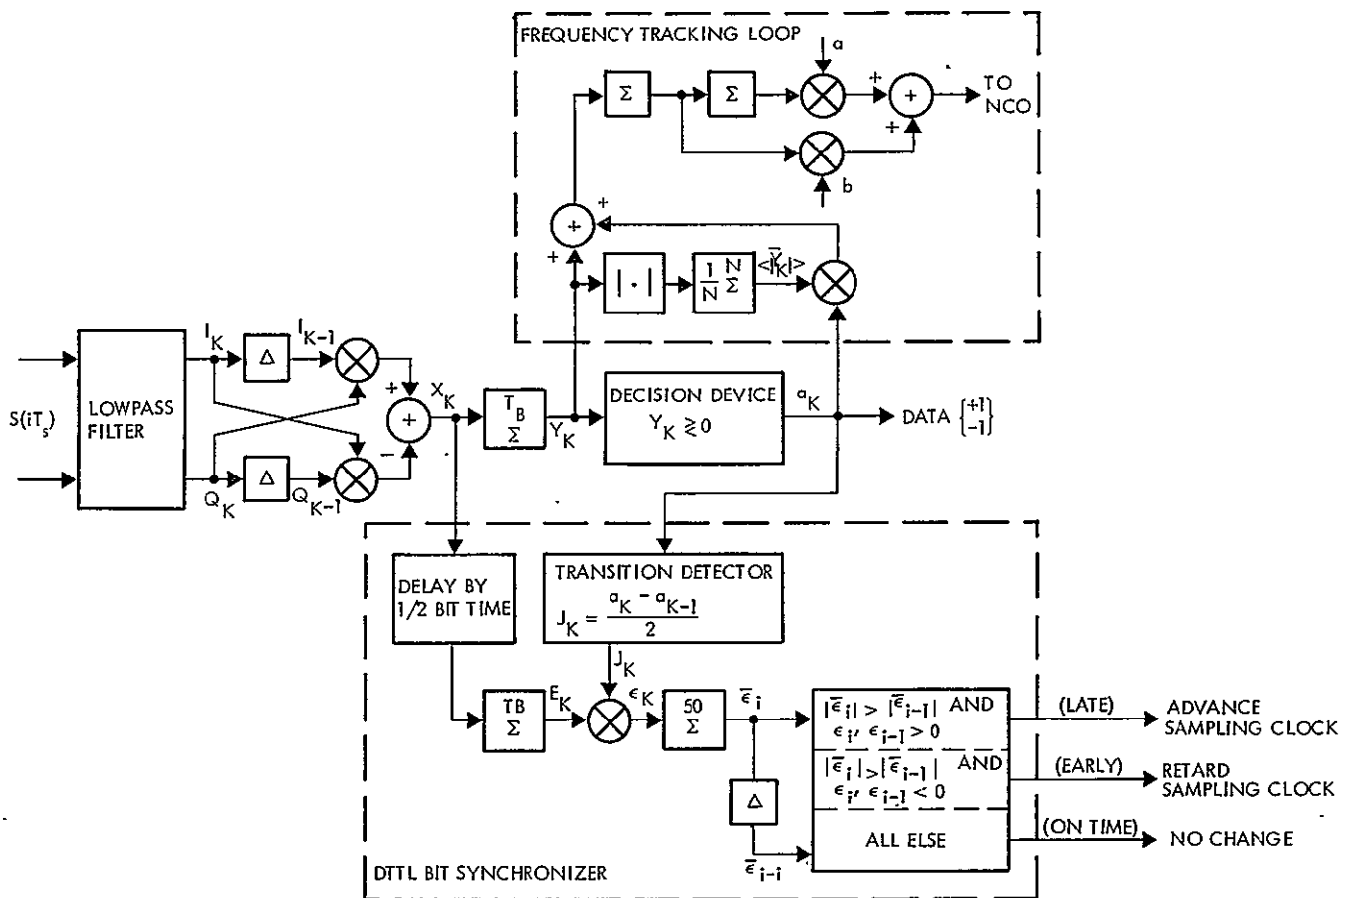 FREQUENCY TRACKING LOOP
a
Σ
Σ
+
+
TO
NCO
+
b
+
+
+
|·|
1/N N Σ
<|Y̅K|>
S(iTs)
LOWPASS
FILTER
IK
Δ
IK-1
QK
Δ
QK-1
+
+
-
XK
TB
Σ
YK
DECISION DEVICE
YK ≷ 0
aK
DATA {+1 -1}
DELAY BY
1/2 BIT TIME
TRANSITION DETECTOR
JK = aK - aK-1 / 2
JK
TB
Σ
EK
ϵK
50
Σ
ϵ̅i
Δ
ϵ̅i-i
|ϵ̅i| > |ϵ̅i-1| AND
ϵi, ϵi-1 > 0
|ϵ̅i| > |ϵ̅i-1| AND
ϵi, ϵi-1 < 0
ALL ELSE
(LATE)
ADVANCE
SAMPLING CLOCK
(EARLY)
RETARD
SAMPLING CLOCK
(ON TIME)
NO CHANGE
DTTL BIT SYNCHRONIZER